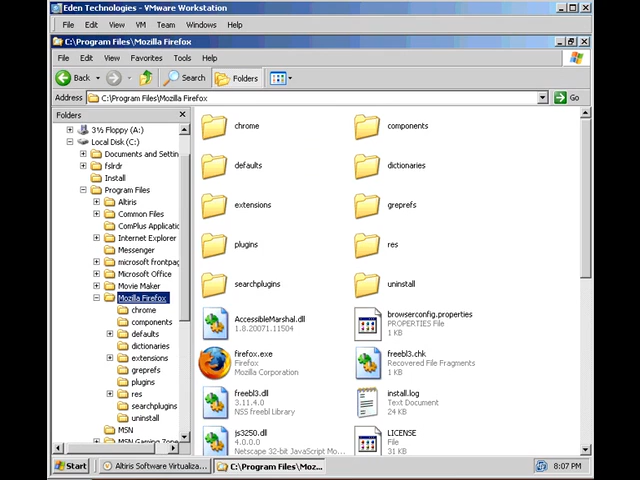 Eden Technologies - VMware Workstation
File Edit View VM Team Windows Help
C:\Program Files\Mozilla Firefox
File Edit View Favorites Tools Help
Back Search Folders
Address C:\Program Files\Mozilla Firefox Go
Folders
3½ Floppy (A:)
Local Disk (C:)
Documents and Settin
fslrdr
Install
Program Files
Altiris
Common Files
ComPlus Applicatio
Internet Explorer
Messenger
microsoft frontpag
Microsoft Office
Movie Maker
Mozilla Firefox
chrome
components
defaults
dictionaries
extensions
greprefs
plugins
res
searchplugins
uninstall
MSN
MSN Gaming Zone
chrome
components
defaults
dictionaries
extensions
greprefs
plugins
res
searchplugins
uninstall
AccessibleMarshal.dll
1.8.20071.11504
browserconfig.properties
PROPERTIES File
1 KB
firefox.exe
Firefox
Mozilla Corporation
freebl3.chk
Recovered File Fragments
1 KB
freebl3.dll
3.11.4.0
NSS freebl Library
install.log
Text Document
24 KB
js3250.dll
4.0.0.0
Netscape 32-bit JavaScript Mo...
LICENSE
File
31 KB
Start Altiris Software Virtualiza... C:\Program Files\Moz... 8:07 PM